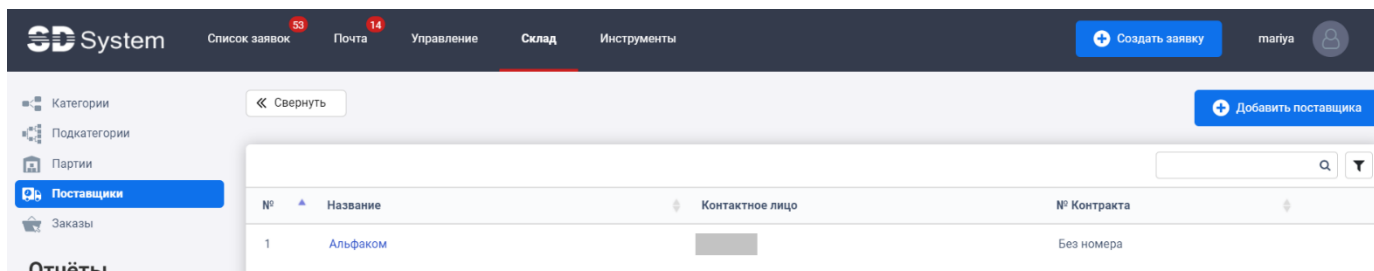 53 14
SD System Список заявок Почта Управление Склад Инструменты Создать заявку mariya
Категории Свернуть Добавить поставщика
Подкатегории
Партии
Поставщики
№ Название Контактное лицо № Контракта
Заказы
1 Альфаком Без номера
Отчёты